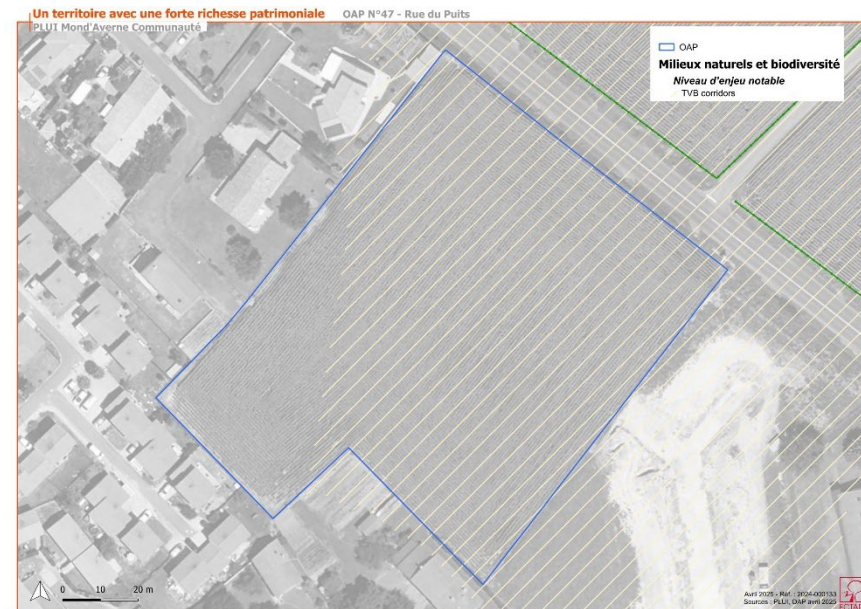 Un territoire avec une forte richesse patrimoniale OAP N°47 - Rue du Puits
PLUI Mond'Averne Communauté
OAP
Milieux naturels et biodiversité
Niveau d'enjeu notable
TVB corridors
0 10 20 m
Avril 2025 - Réf. : 2024-000133
Sources : PLUI, OAP avril 2025